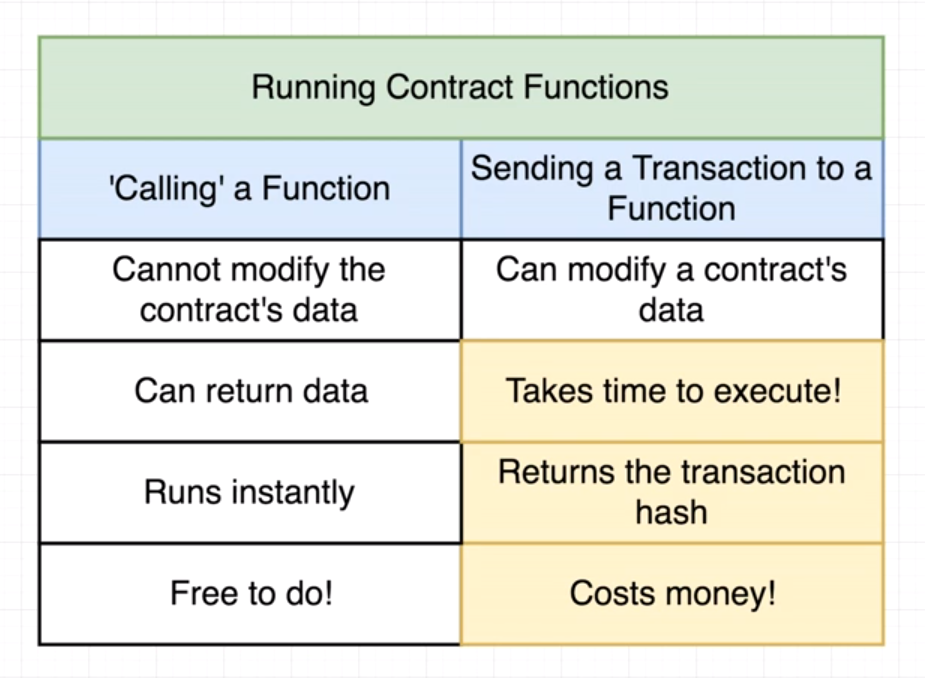 Running Contract Functions
'Calling' a Function
Sending a Transaction to a
Function
Cannot modify the
contract's data
Can modify a contract's
data
Can return data
Takes time to execute!
Runs instantly
Returns the transaction
hash
Free to do!
Costs money!